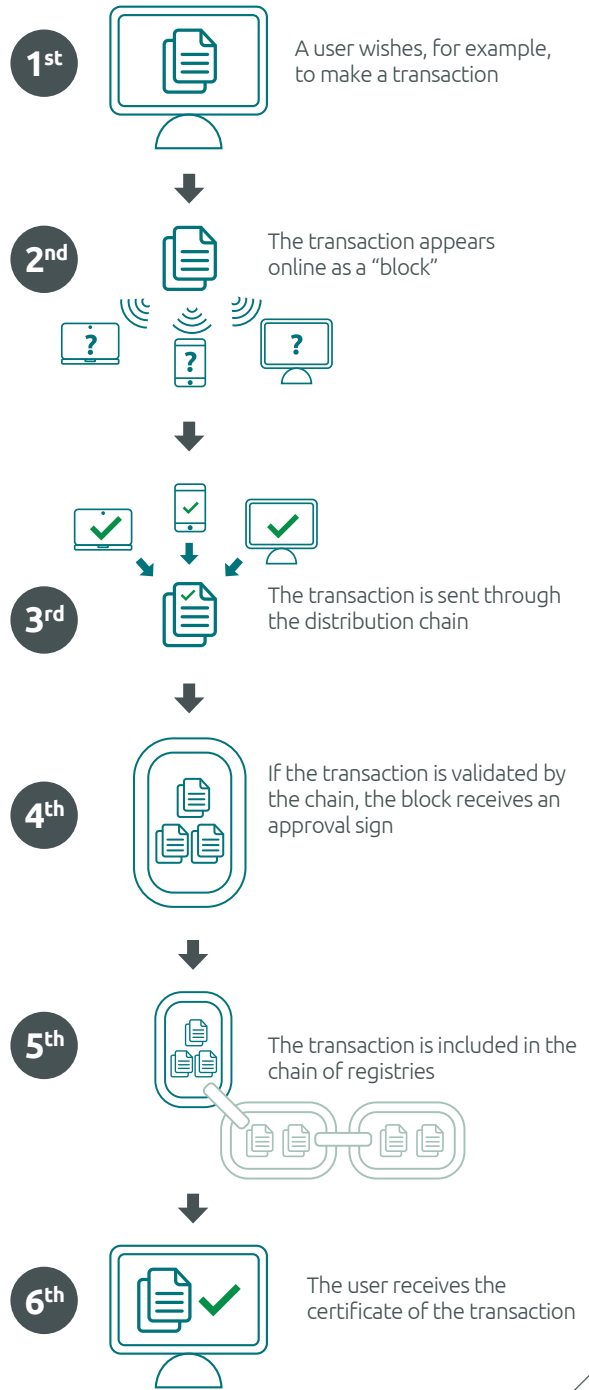 1st
A user wishes, for example,
to make a transaction
2nd
The transaction appears
online as a “block”
?
?
?
3rd
The transaction is sent through
the distribution chain
4th
If the transaction is validated by
the chain, the block receives an
approval sign
5th
The transaction is included in the
chain of registries
6th
The user receives the
certificate of the transaction